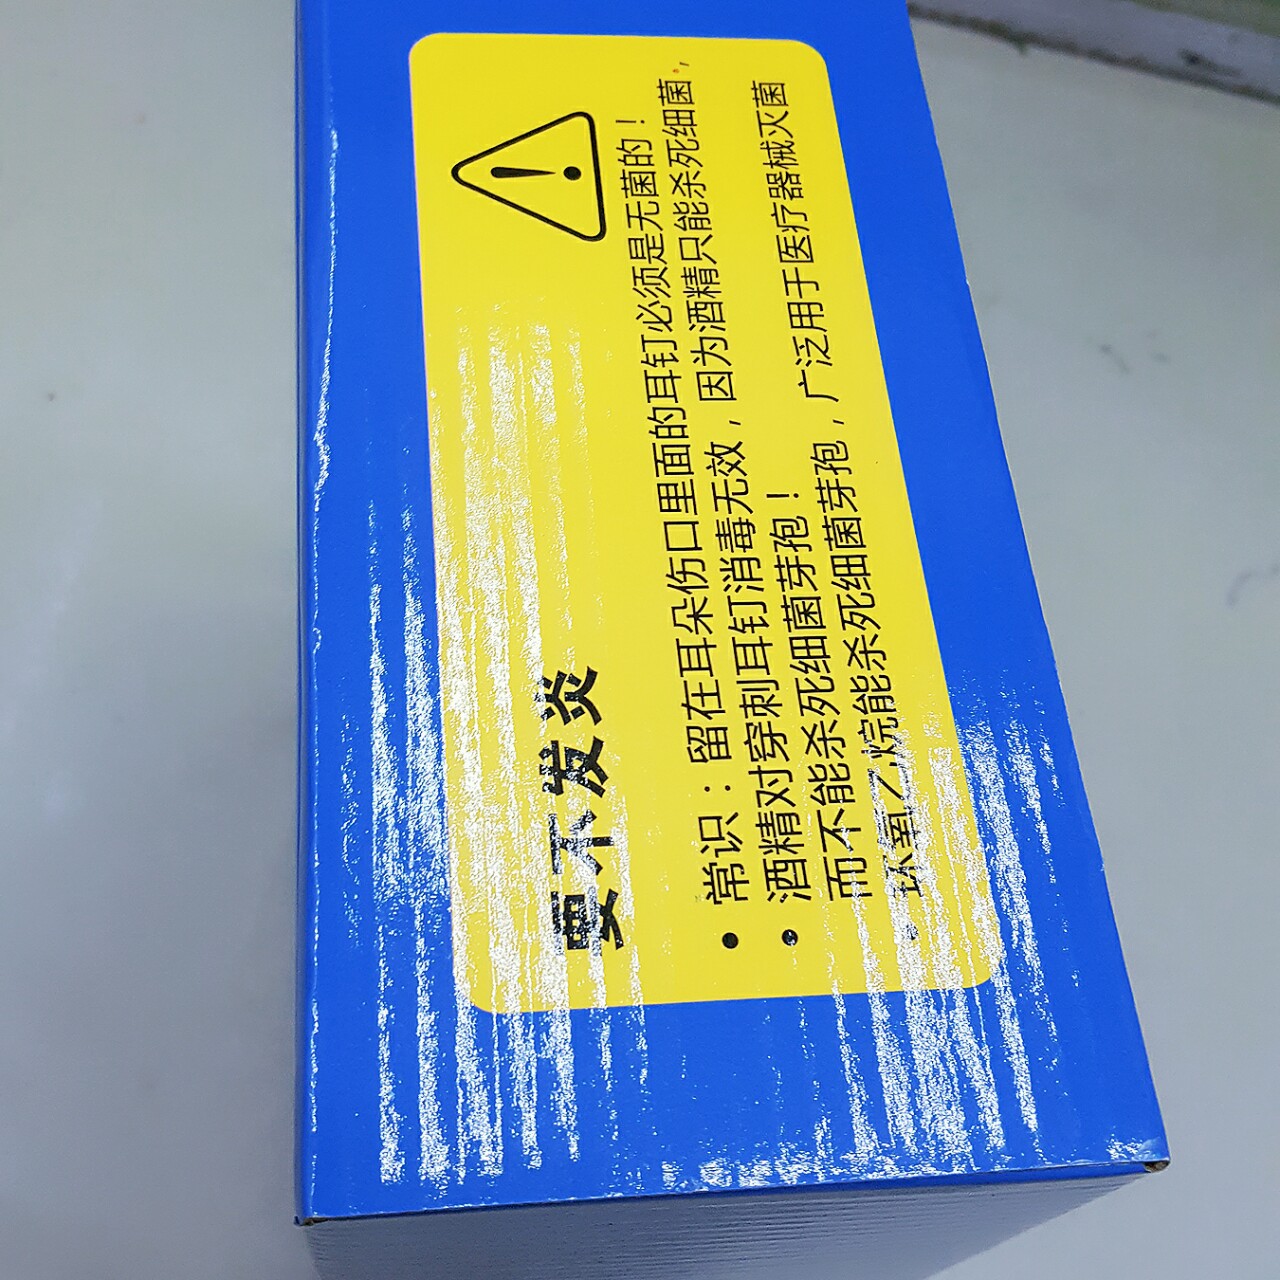 要不发炎
• 常识：留在耳朵伤口里面的耳钉必须是无菌的！
• 酒精对穿刺耳钉消毒无效，因为酒精只能杀死细菌，
而不能杀死细菌芽孢！
• 环氧乙烷能杀死细菌芽孢，广泛用于医疗器械灭菌